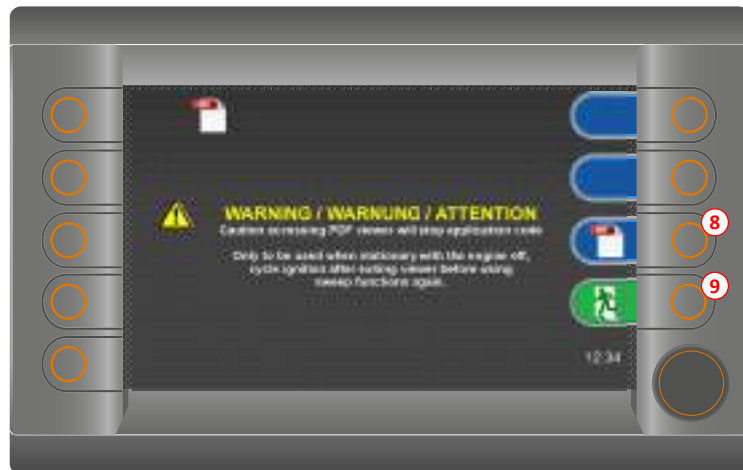 WARNING / WARNUNG / ATTENTION
Caution accessing PDF viewer will stop application code
Only to be used when stationary with the engine off,
cycle ignition after exiting viewer before using
sweep functions again.
8
9
12:34